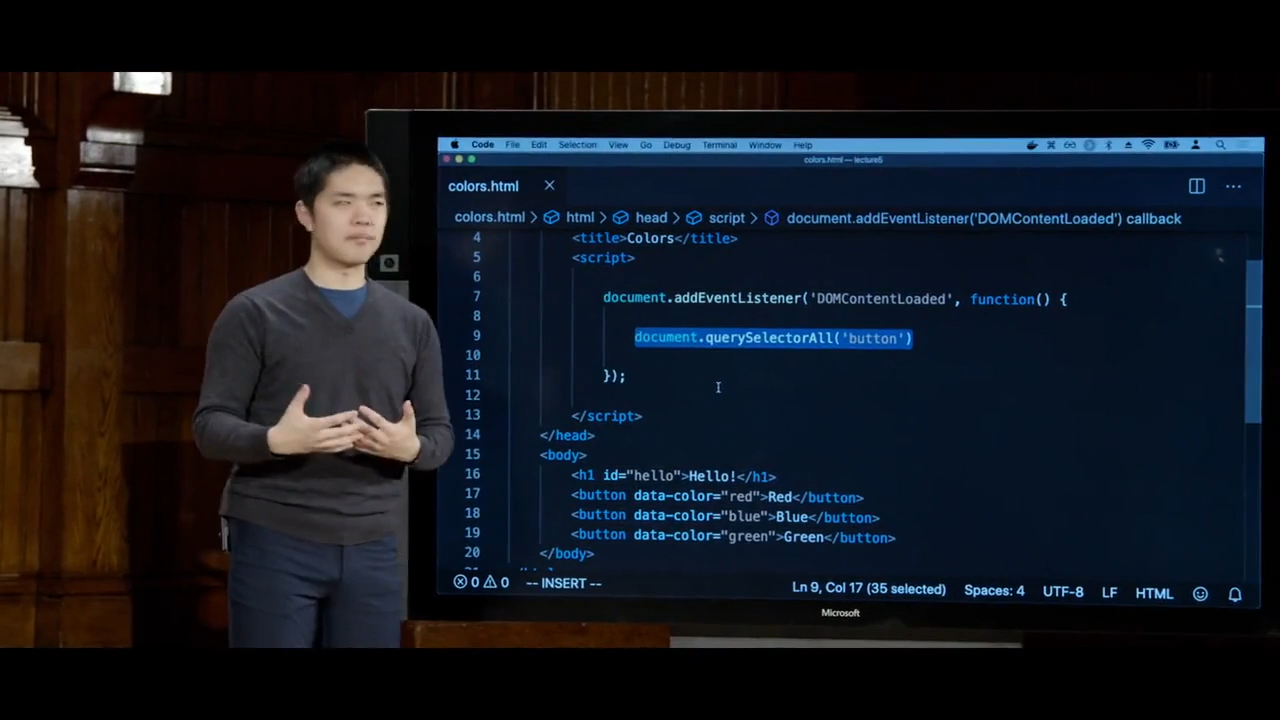 Code File Edit Selection View Go Debug Terminal Window Help
colors.html — lecture5
colors.html
colors.html > html > head > script > document.addEventListener('DOMContentLoaded') callback
4 <title>Colors</title>
5 <script>
6
7 document.addEventListener('DOMContentLoaded', function() {
8
9 document.querySelectorAll('button')
10
11 });
12
13 </script>
14 </head>
15 <body>
16 <h1 id="hello">Hello!</h1>
17 <button data-color="red">Red</button>
18 <button data-color="blue">Blue</button>
19 <button data-color="green">Green</button>
20 </body>
0 0 -- INSERT -- Ln 9, Col 17 (35 selected) Spaces: 4 UTF-8 LF HTML
Microsoft